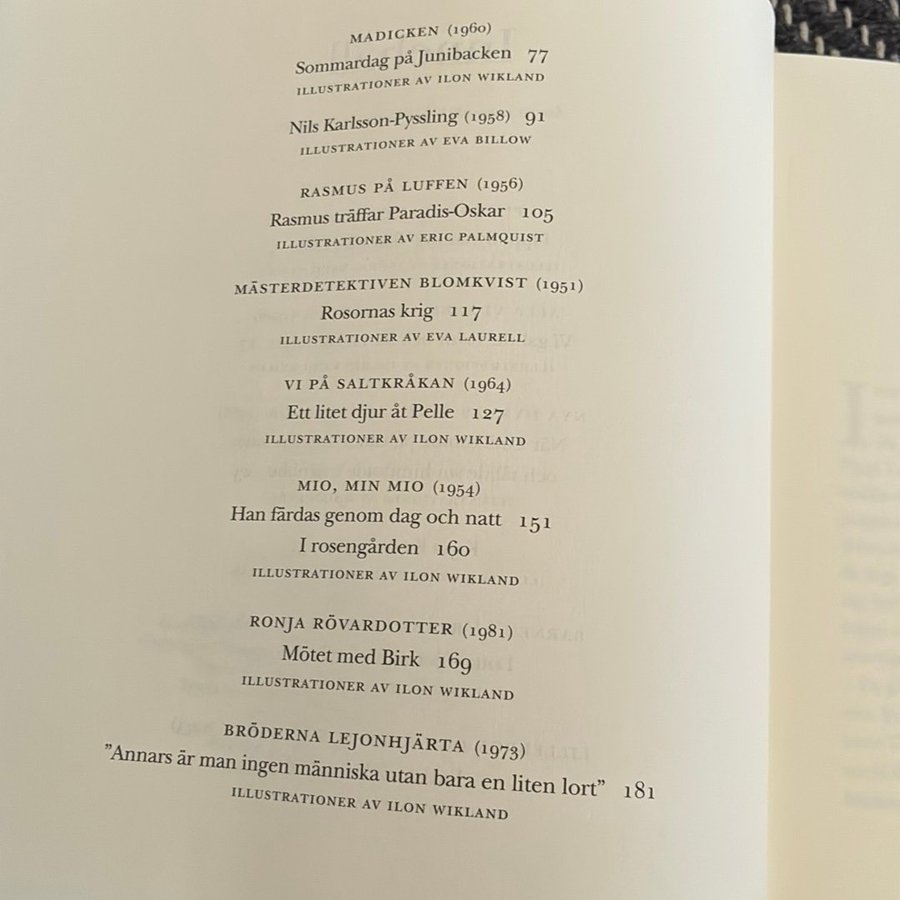 MADICKEN (1960)
Sommardag på Junibacken 77
ILLUSTRATIONER AV ILON WIKLAND
Nils Karlsson-Pyssling (1958) 91
ILLUSTRATIONER AV EVA BILLOW
RASMUS PÅ LUFFEN (1956)
Rasmus träffar Paradis-Oskar 105
ILLUSTRATIONER AV ERIC PALMQUIST
MÄSTERDETEKTIVEN BLOMKVIST (1951)
Rosornas krig 117
ILLUSTRATIONER AV EVA LAURELL
VI PÅ SALTKRÅKAN (1964)
Ett litet djur åt Pelle 127
ILLUSTRATIONER AV ILON WIKLAND
MIO, MIN MIO (1954)
Han färdas genom dag och natt 151
I rosengården 160
ILLUSTRATIONER AV ILON WIKLAND
RONJA RÖVARDOTTER (1981)
Mötet med Birk 169
ILLUSTRATIONER AV ILON WIKLAND
BRÖDERNA LEJONHJÄRTA (1973)
”Annars är man ingen människa utan bara en liten lort” 181
ILLUSTRATIONER AV ILON WIKLAND